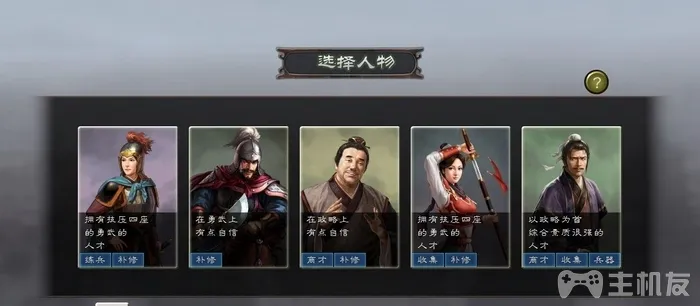 选择人物
?
拥有技压四座
的勇武的
人才
练兵 补修
在勇武上
有点自信
补修
在政略上
有点自信
商才 补修
拥有技压四座
的勇武的
人才
收集 补修
以政略为首
综合素质很强的
人才
商才 收集 兵器
主机友